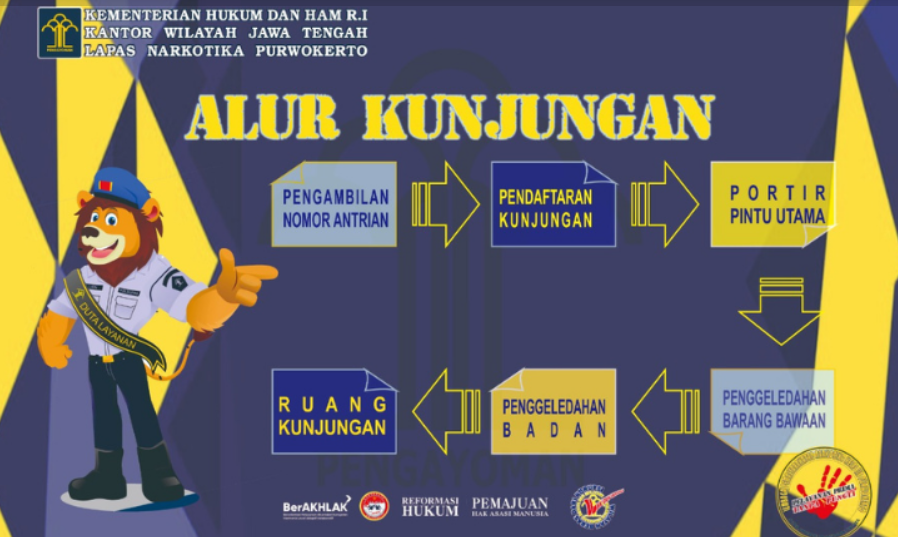 KEMENTERIAN HUKUM DAN HAM R.I
KANTOR WILAYAH JAWA TENGAH
LAPAS NARKOTIKA PURWOKERTO
ALUR KUNJUNGAN
PENGAMBILAN
NOMOR ANTRIAN
PENDAFTARAN
KUNJUNGAN
PORTIR
PINTU UTAMA
PENGGELEDAHAN
BARANG BAWAAN
PENGGELEDAHAN
BADAN
RUANG
KUNJUNGAN
DUTA LAYANAN
PENGAYOMAN
BerAKHLAK
REFORMASI
HUKUM
PEMAJUAN
HAK ASASI MANUSIA